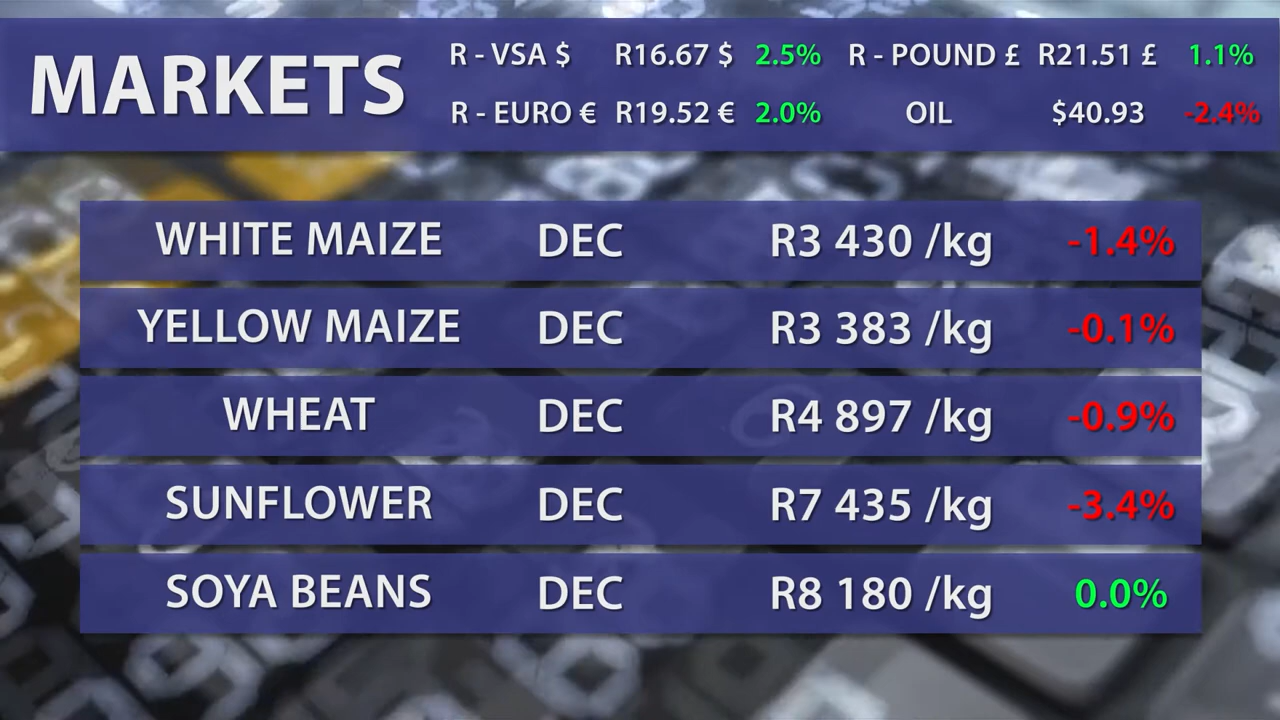 MARKETS
R - VSA $ R16.67 $ 2.5% R - POUND £ R21.51 £ 1.1%
R - EURO € R19.52 € 2.0% OIL $40.93 -2.4%
WHITE MAIZE DEC R3 430 /kg -1.4%
YELLOW MAIZE DEC R3 383 /kg -0.1%
WHEAT DEC R4 897 /kg -0.9%
SUNFLOWER DEC R7 435 /kg -3.4%
SOYA BEANS DEC R8 180 /kg 0.0%